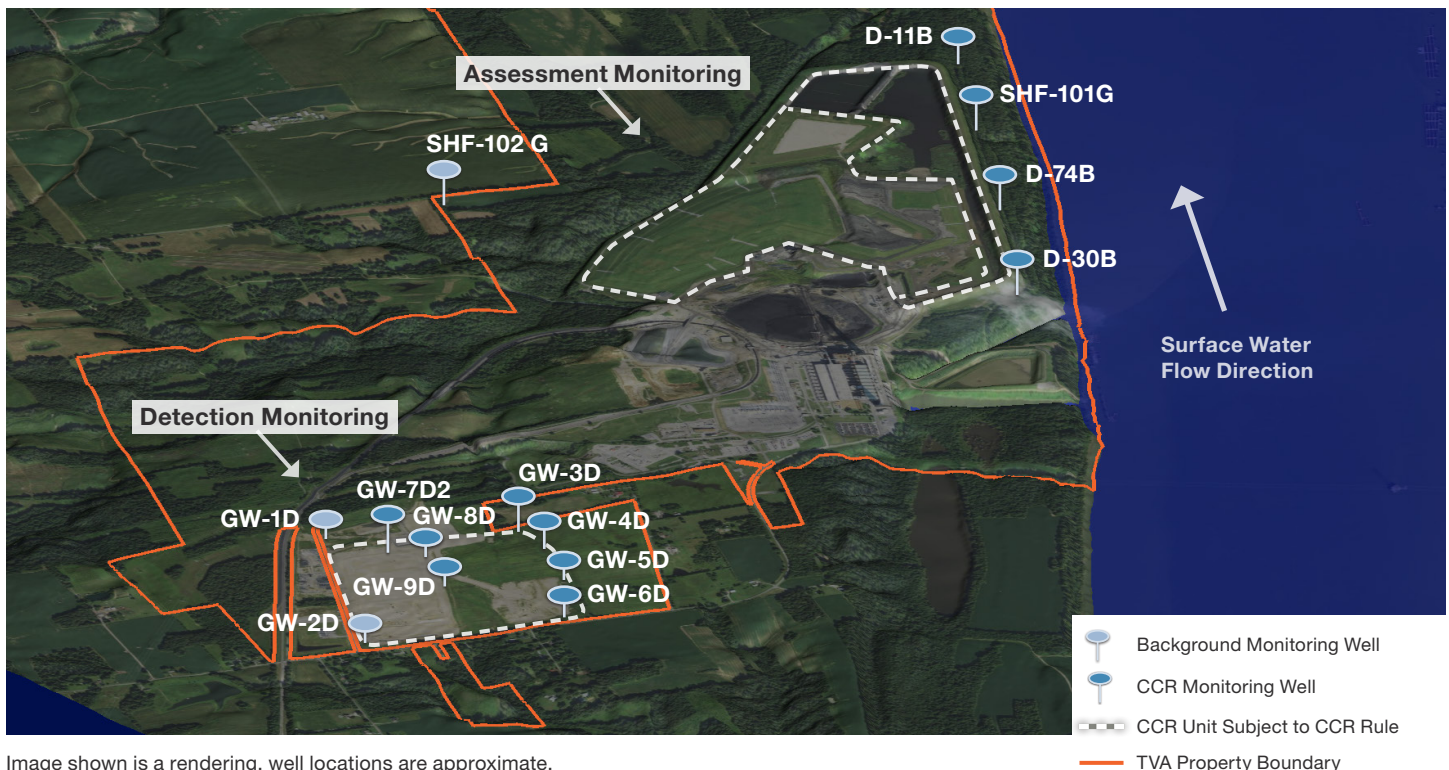 D-11B
Assessment Monitoring
SHF-101G
SHF-102 G
D-74B
D-30B
Surface Water
Flow Direction
Detection Monitoring
GW-3D
GW-7D2
GW-1D
GW-8D
GW-4D
GW-5D
GW-9D
GW-6D
GW-2D
Background Monitoring Well
CCR Monitoring Well
CCR Unit Subject to CCR Rule
TVA Property Boundary
Image shown is a rendering, well locations are approximate.